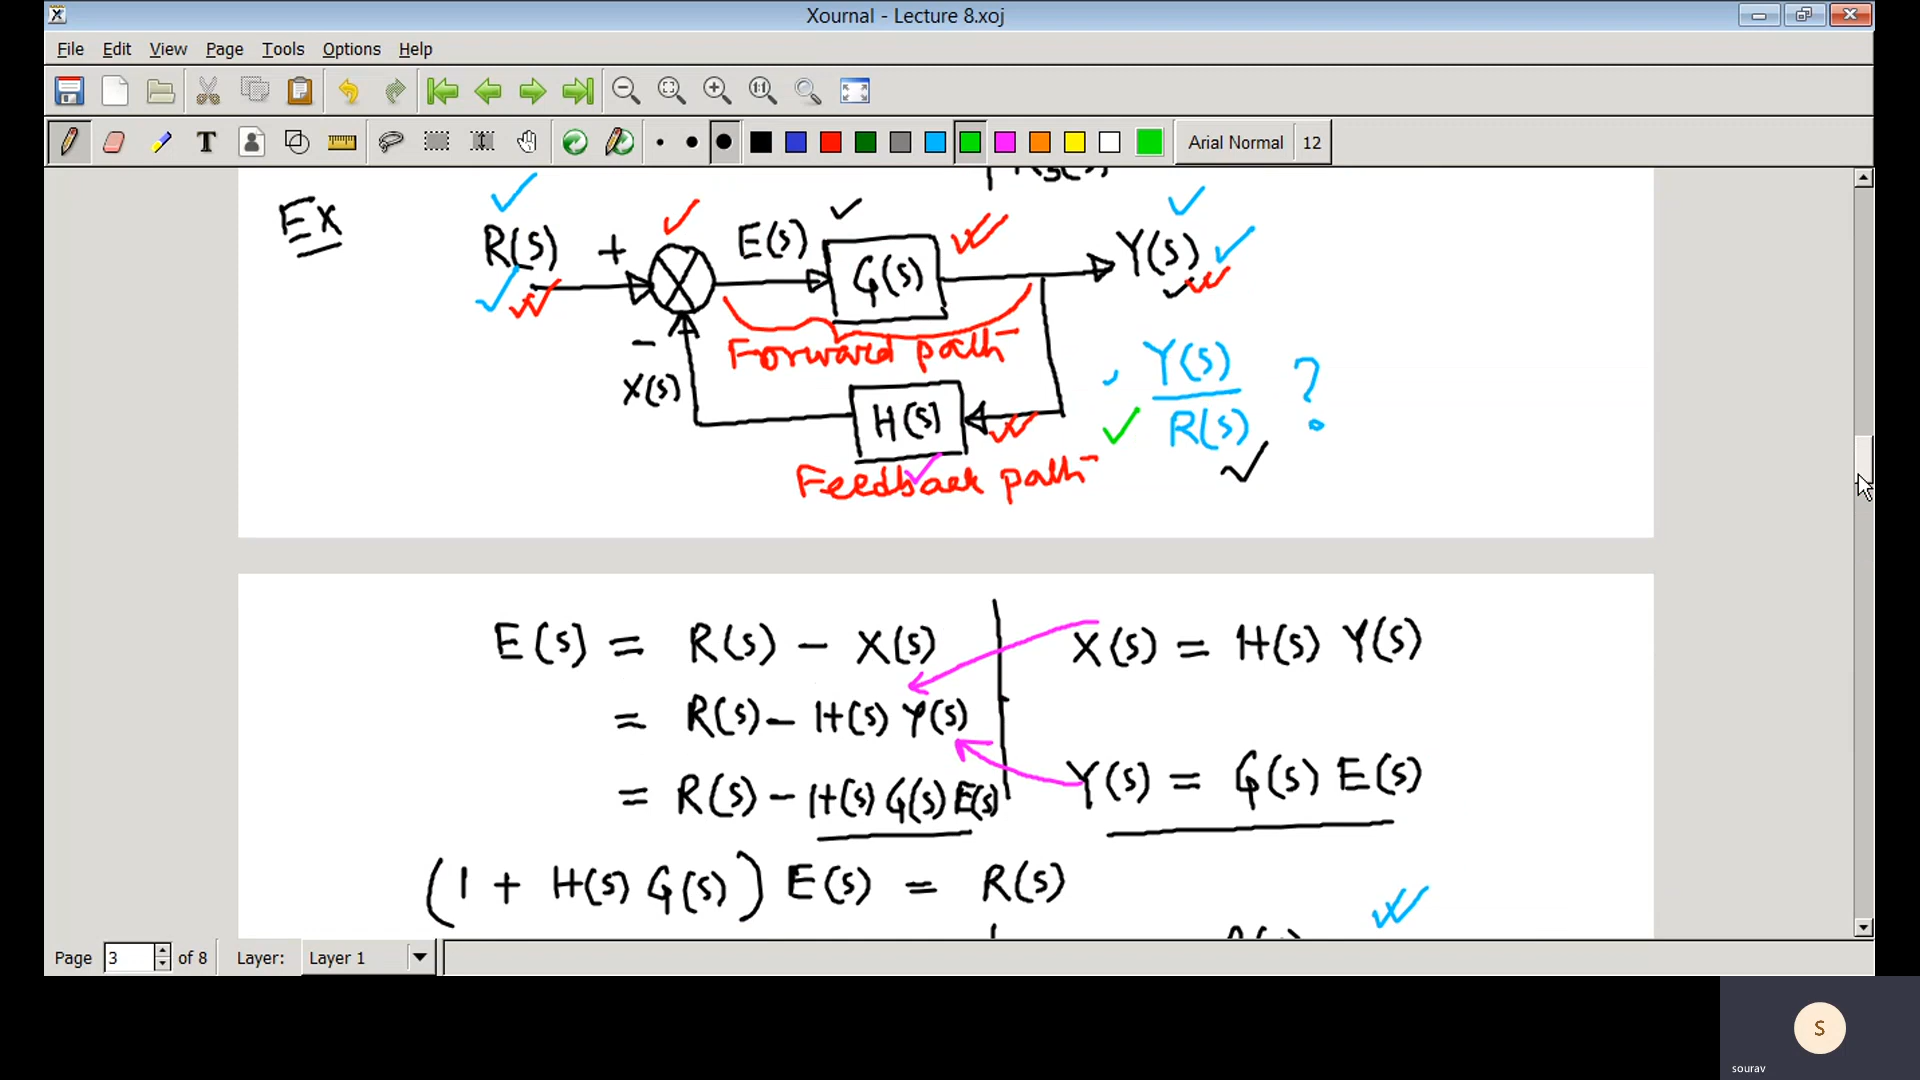 Xournal - Lecture 8.xoj
File Edit View Page Tools Options Help
Arial Normal 12
Ex
R(s) + E(s) G(s) Y(s)
Forward path
- X(s)
H(s)
Feedback path
Y(s)
R(s)
?
E(s) = R(s) - X(s)
= R(s) - H(s) Y(s)
= R(s) - H(s) G(s) E(s)
X(s) = H(s) Y(s)
Y(s) = G(s) E(s)
(1 + H(s) G(s)) E(s) = R(s)
Page 3 of 8 Layer: Layer 1
S
sourav